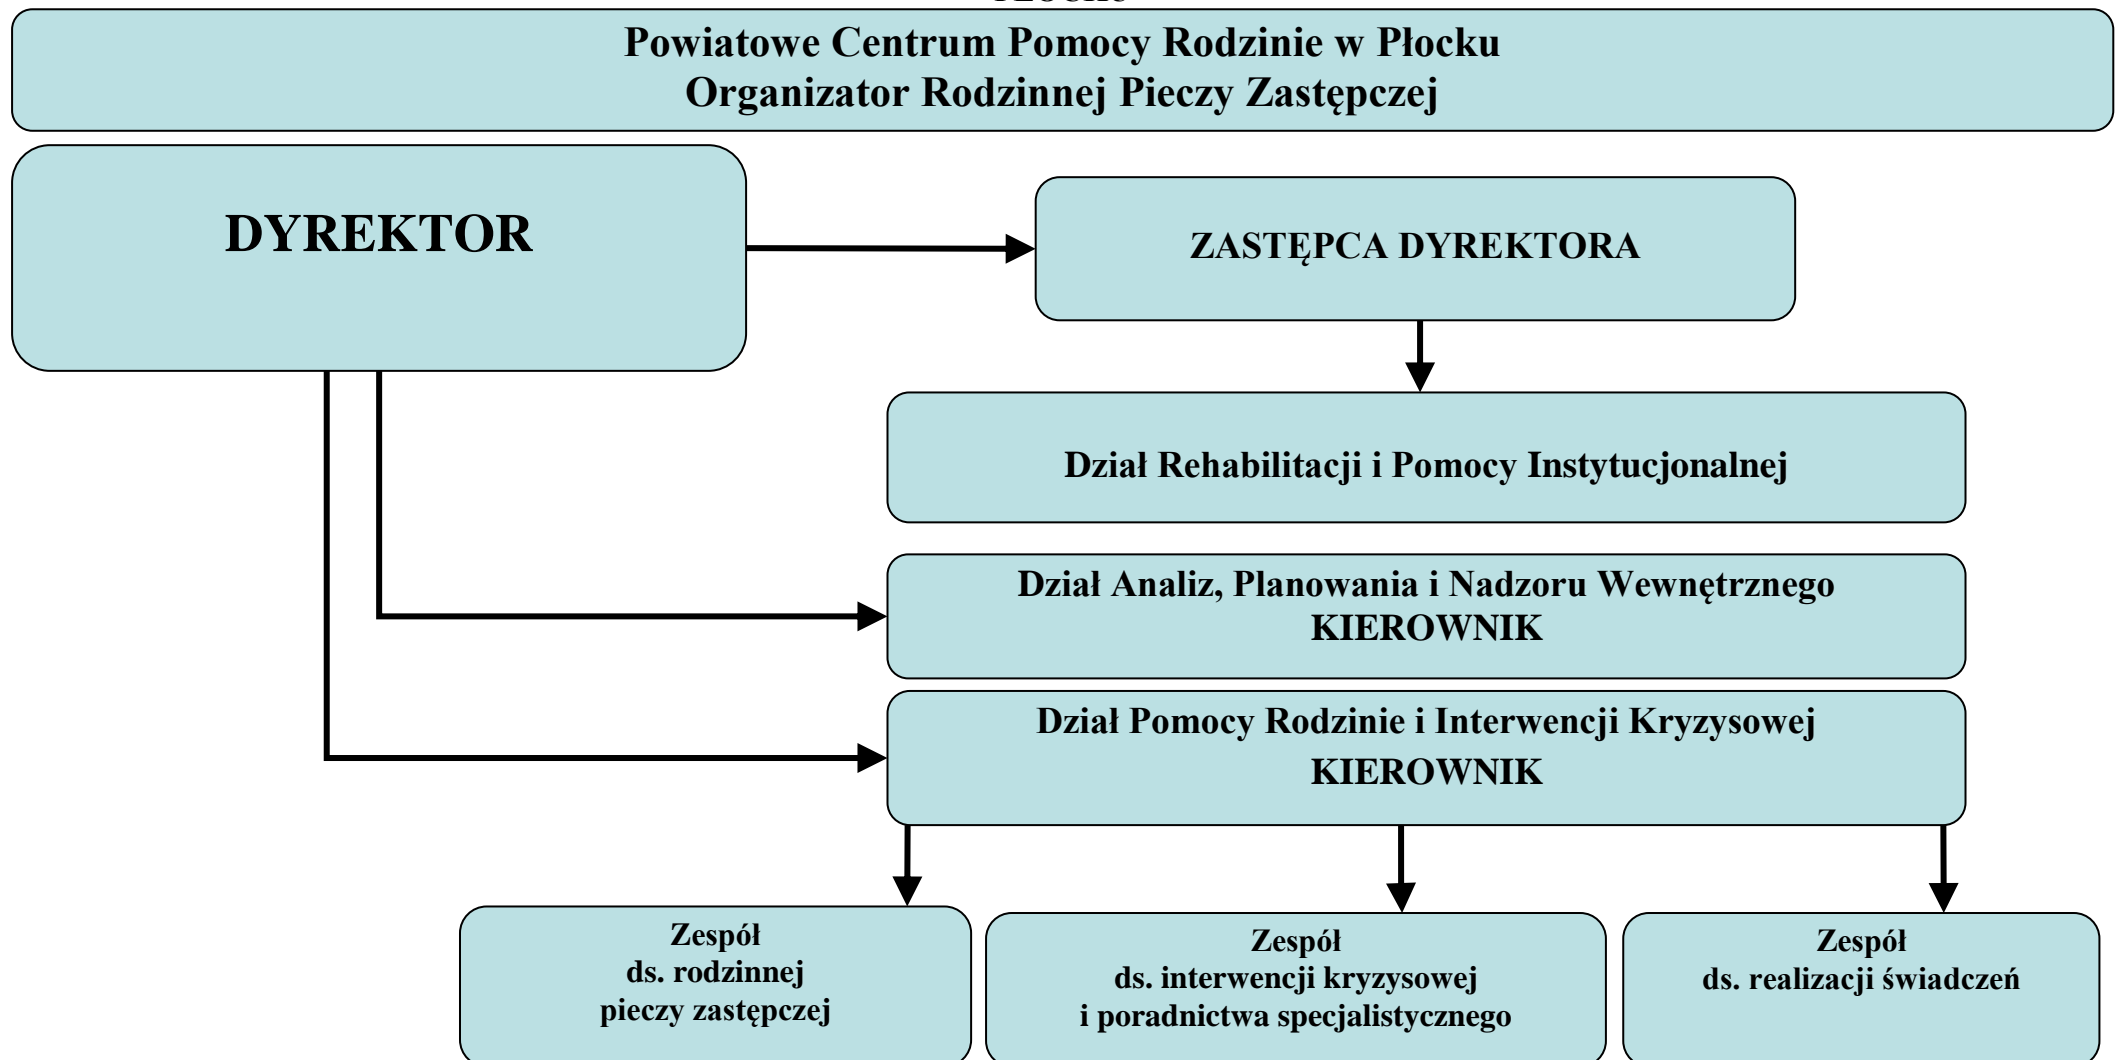 Powiatowe Centrum Pomocy Rodzinie w Płocku
Organizator Rodzinnej Pieczy Zastępczej
DYREKTOR
ZASTĘPCA DYREKTORA
Dział Rehabilitacji i Pomocy Instytucjonalnej
Dział Analiz, Planowania i Nadzoru Wewnętrznego
KIEROWNIK
Dział Pomocy Rodzinie i Interwencji Kryzysowej
KIEROWNIK
Zespół
ds. rodzinnej
pieczy zastępczej
Zespół
ds. interwencji kryzysowej
i poradnictwa specjalistycznego
Zespół
ds. realizacji świadczeń